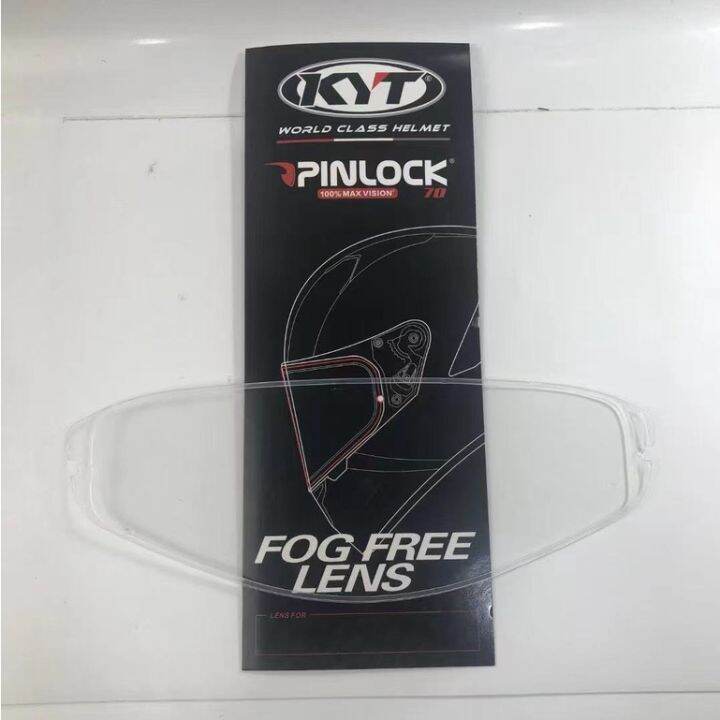 KYT®
WORLD CLASS HELMET
PINLOCK®
100% MAX VISION®
70
FOG FREE
LENS
LENS FOR